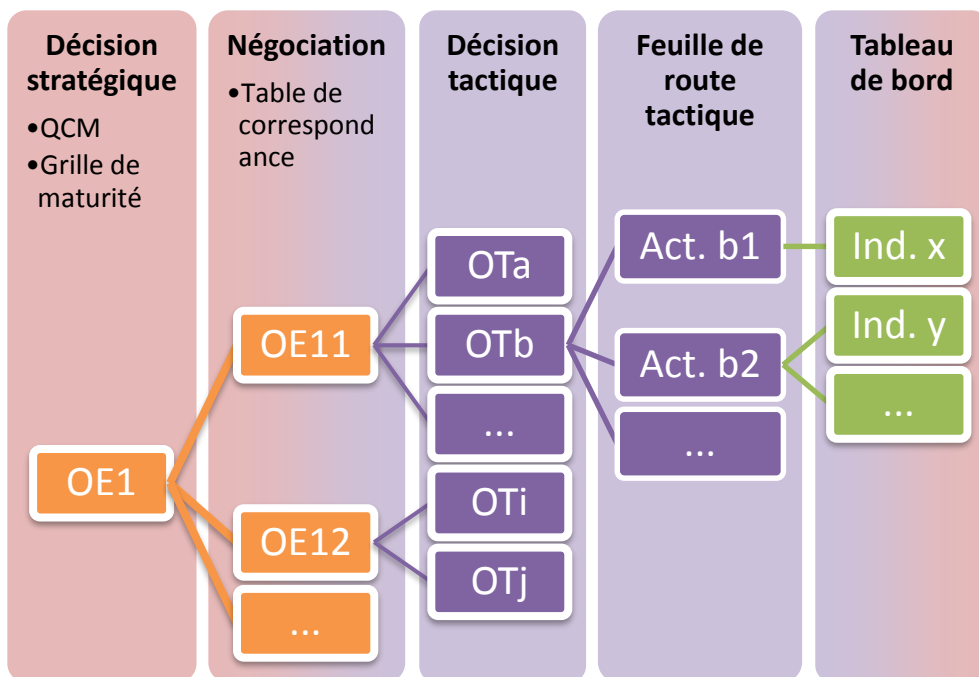 Décision
stratégique
•QCM
•Grille de
maturité
Négociation
•Table de
correspond
ance
Décision
tactique
Feuille de
route
tactique
Tableau
de bord
OE1
OE11
OE12
...
OTa
OTb
...
OTi
OTj
Act. b1
Act. b2
...
Ind. x
Ind. y
...